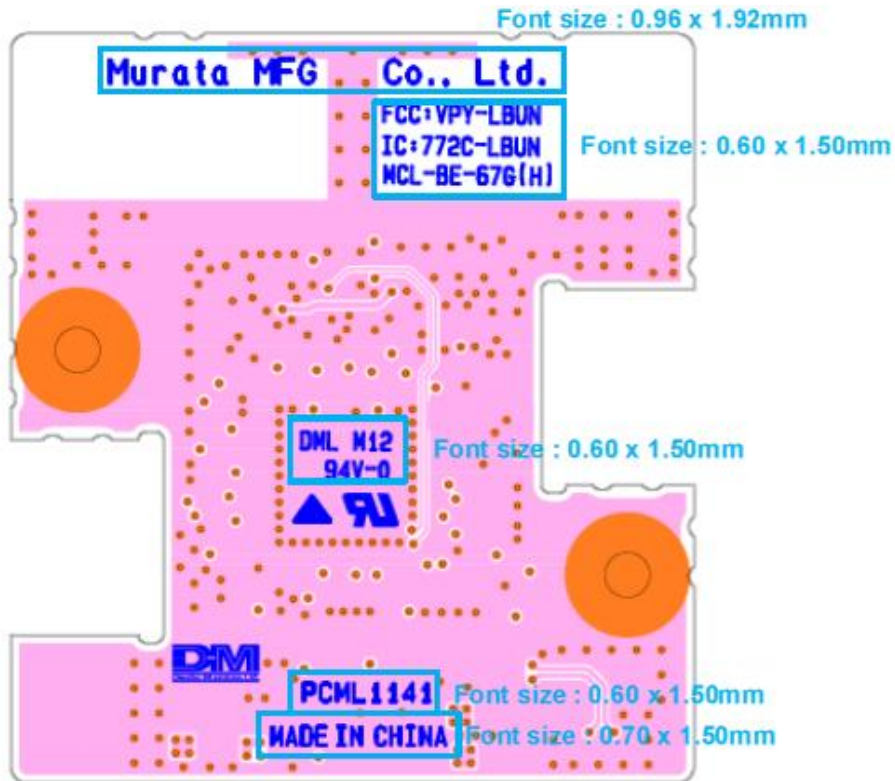 Font size : 0.96 x 1.92mm
Murata MFG Co., Ltd.
FCC:VPY-LBUN
IC:772C-LBUN
Font size : 0.60 x 1.50mm
MCL-BE-67G(H)
DML M12
94V-0
Font size : 0.60 x 1.50mm
RU
DM
PCML1141
Font size : 0.60 x 1.50mm
MADE IN CHINA
Font size : 0.70 x 1.50mm